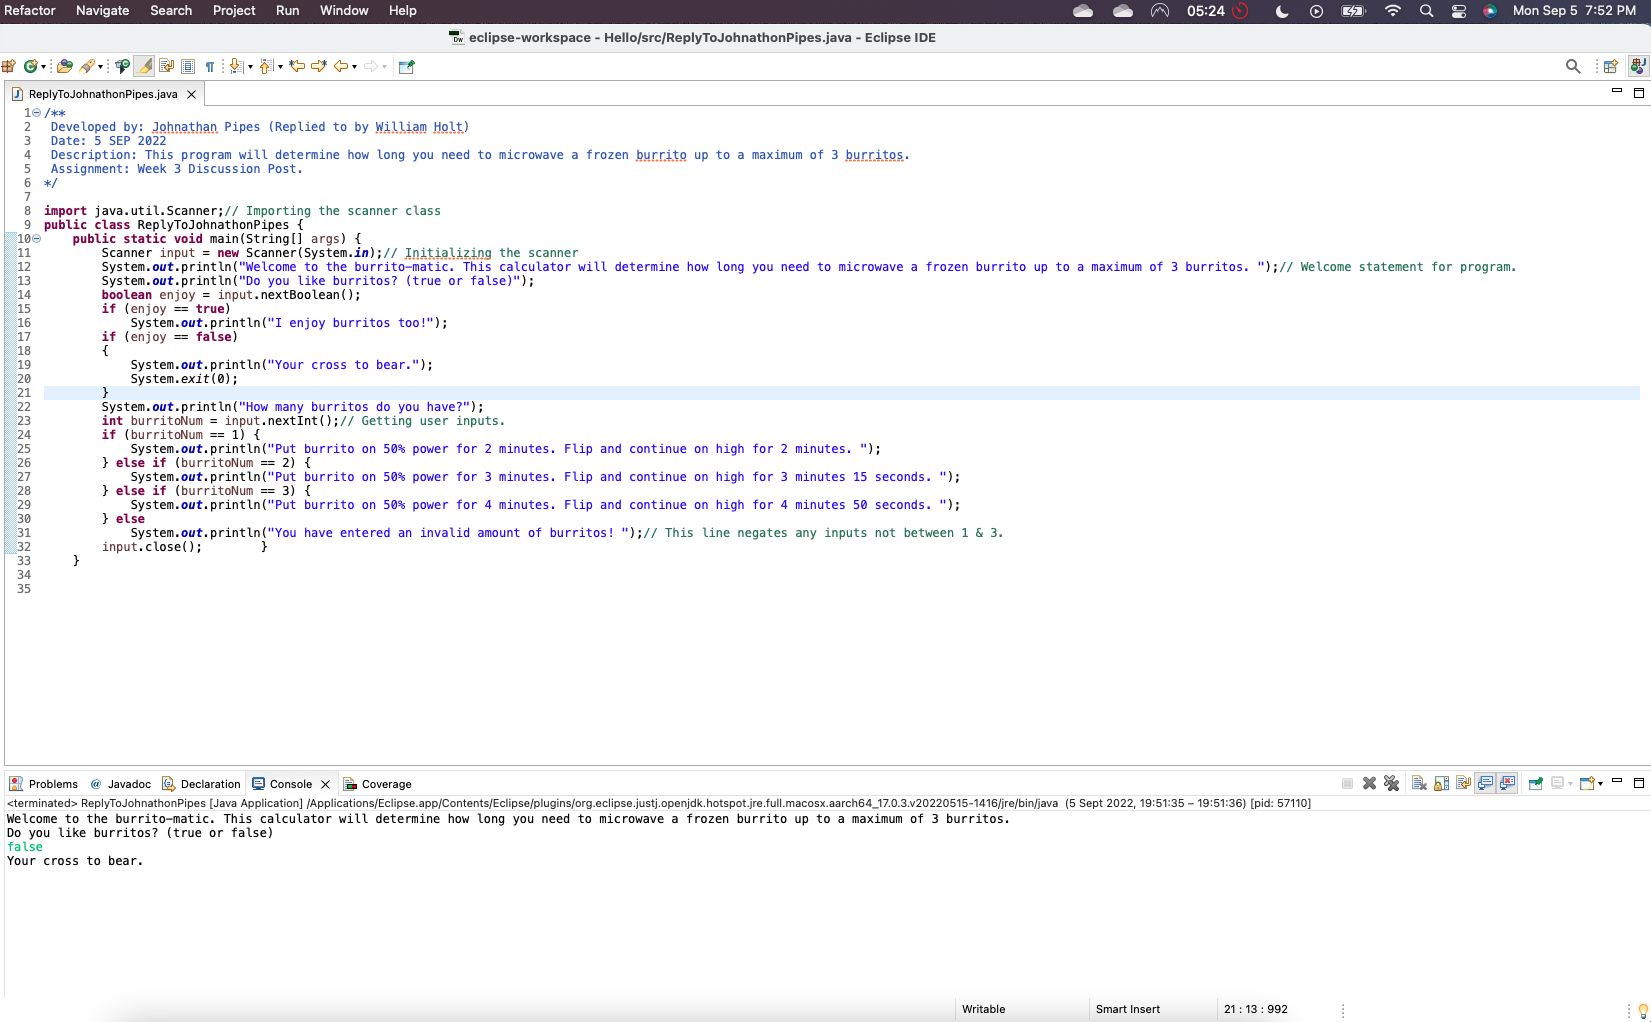 Refactor Navigate Search Project Run Window Help 05:24 Mon Sep 5 7:52 PM
eclipse-workspace - Hello/src/ReplyToJohnathonPipes.java - Eclipse IDE
ReplyToJohnathonPipes.java
1 /**
2 Developed by: Johnathan Pipes (Replied to by William Holt)
3 Date: 5 SEP 2022
4 Description: This program will determine how long you need to microwave a frozen burrito up to a maximum of 3 burritos.
5 Assignment: Week 3 Discussion Post.
6 */
7
8 import java.util.Scanner;// Importing the scanner class
9 public class ReplyToJohnathonPipes {
10 public static void main(String[] args) {
11 Scanner input = new Scanner(System.in);// Initializing the scanner
12 System.out.println("Welcome to the burrito-matic. This calculator will determine how long you need to microwave a frozen burrito up to a maximum of 3 burritos. ");// Welcome statement for program.
13 System.out.println("Do you like burritos? (true or false)");
14 boolean enjoy = input.nextBoolean();
15 if (enjoy == true)
16 System.out.println("I enjoy burritos too!");
17 if (enjoy == false)
18 {
19 System.out.println("Your cross to bear.");
20 System.exit(0);
21 }
22 System.out.println("How many burritos do you have?");
23 int burritoNum = input.nextInt();// Getting user inputs.
24 if (burritoNum == 1) {
25 System.out.println("Put burrito on 50% power for 2 minutes. Flip and continue on high for 2 minutes. ");
26 } else if (burritoNum == 2) {
27 System.out.println("Put burrito on 50% power for 3 minutes. Flip and continue on high for 3 minutes 15 seconds. ");
28 } else if (burritoNum == 3) {
29 System.out.println("Put burrito on 50% power for 4 minutes. Flip and continue on high for 4 minutes 50 seconds. ");
30 } else
31 System.out.println("You have entered an invalid amount of burritos! ");// This line negates any inputs not between 1 & 3.
32 input.close(); }
33 }
34
35
Problems @ Javadoc Declaration Console Coverage
<terminated> ReplyToJohnathonPipes [Java Application] /Applications/Eclipse.app/Contents/Eclipse/plugins/org.eclipse.justj.openjdk.hotspot.jre.full.macosx.aarch64_17.0.3.v20220515-1416/jre/bin/java (5 Sept 2022, 19:51:35 – 19:51:36) [pid: 57110]
Welcome to the burrito-matic. This calculator will determine how long you need to microwave a frozen burrito up to a maximum of 3 burritos.
Do you like burritos? (true or false)
false
Your cross to bear.
Writable Smart Insert 21 : 13 : 992